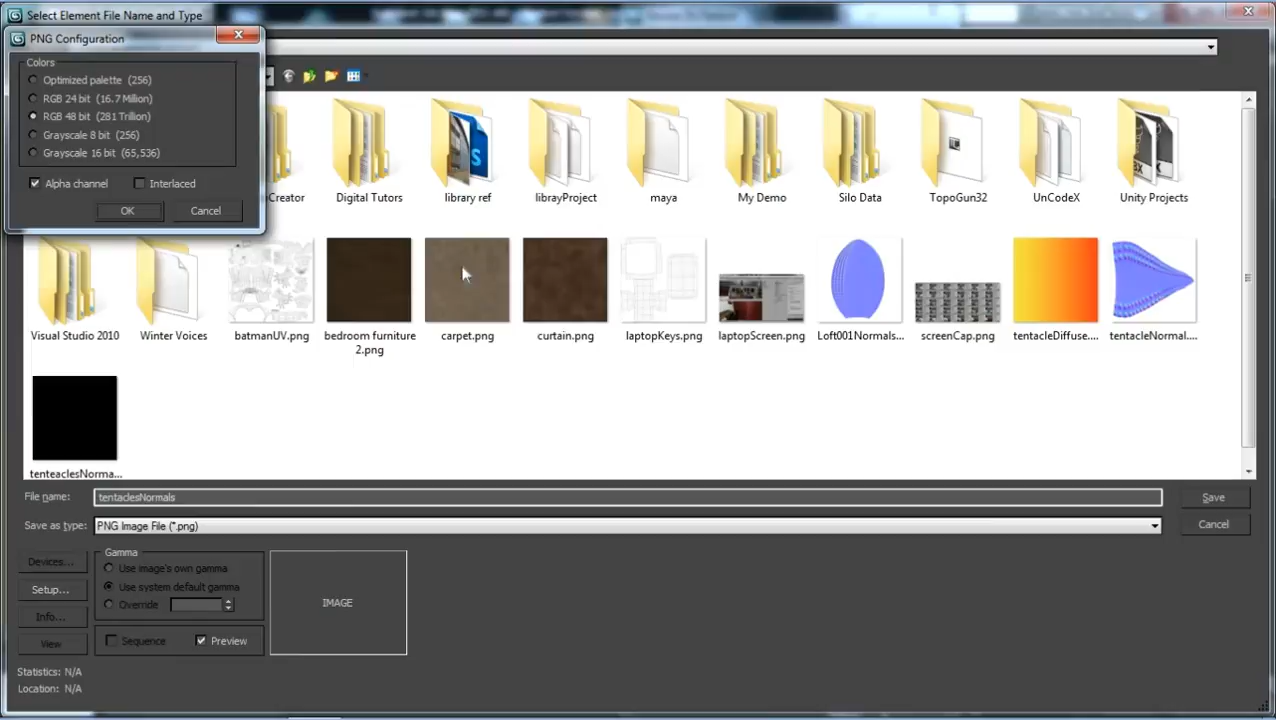 Select Element File Name and Type
PNG Configuration
Colors
Optimized palette (256)
RGB 24 bit (16.7 Million)
RGB 48 bit (281 Trillion)
Grayscale 8 bit (256)
Grayscale 16 bit (65,536)
Alpha channel
Interlaced
OK
Cancel
Creator
Digital Tutors
library ref
librayProject
maya
My Demo
Silo Data
TopoGun32
UnCodeX
Unity Projects
Visual Studio 2010
Winter Voices
batmanUV.png
bedroom furniture
2.png
carpet.png
curtain.png
laptopKeys.png
laptopScreen.png
Loft001Normals...
screenCap.png
tentacleDiffuse....
tentacleNormal....
tenteaclesNorma...
File name:
tentaclesNormals
Save
Save as type:
PNG Image File (*.png)
Cancel
Devices...
Setup...
Info...
View
Gamma
Use image's own gamma
Use system default gamma
Override
Sequence
Preview
IMAGE
Statistics: N/A
Location: N/A